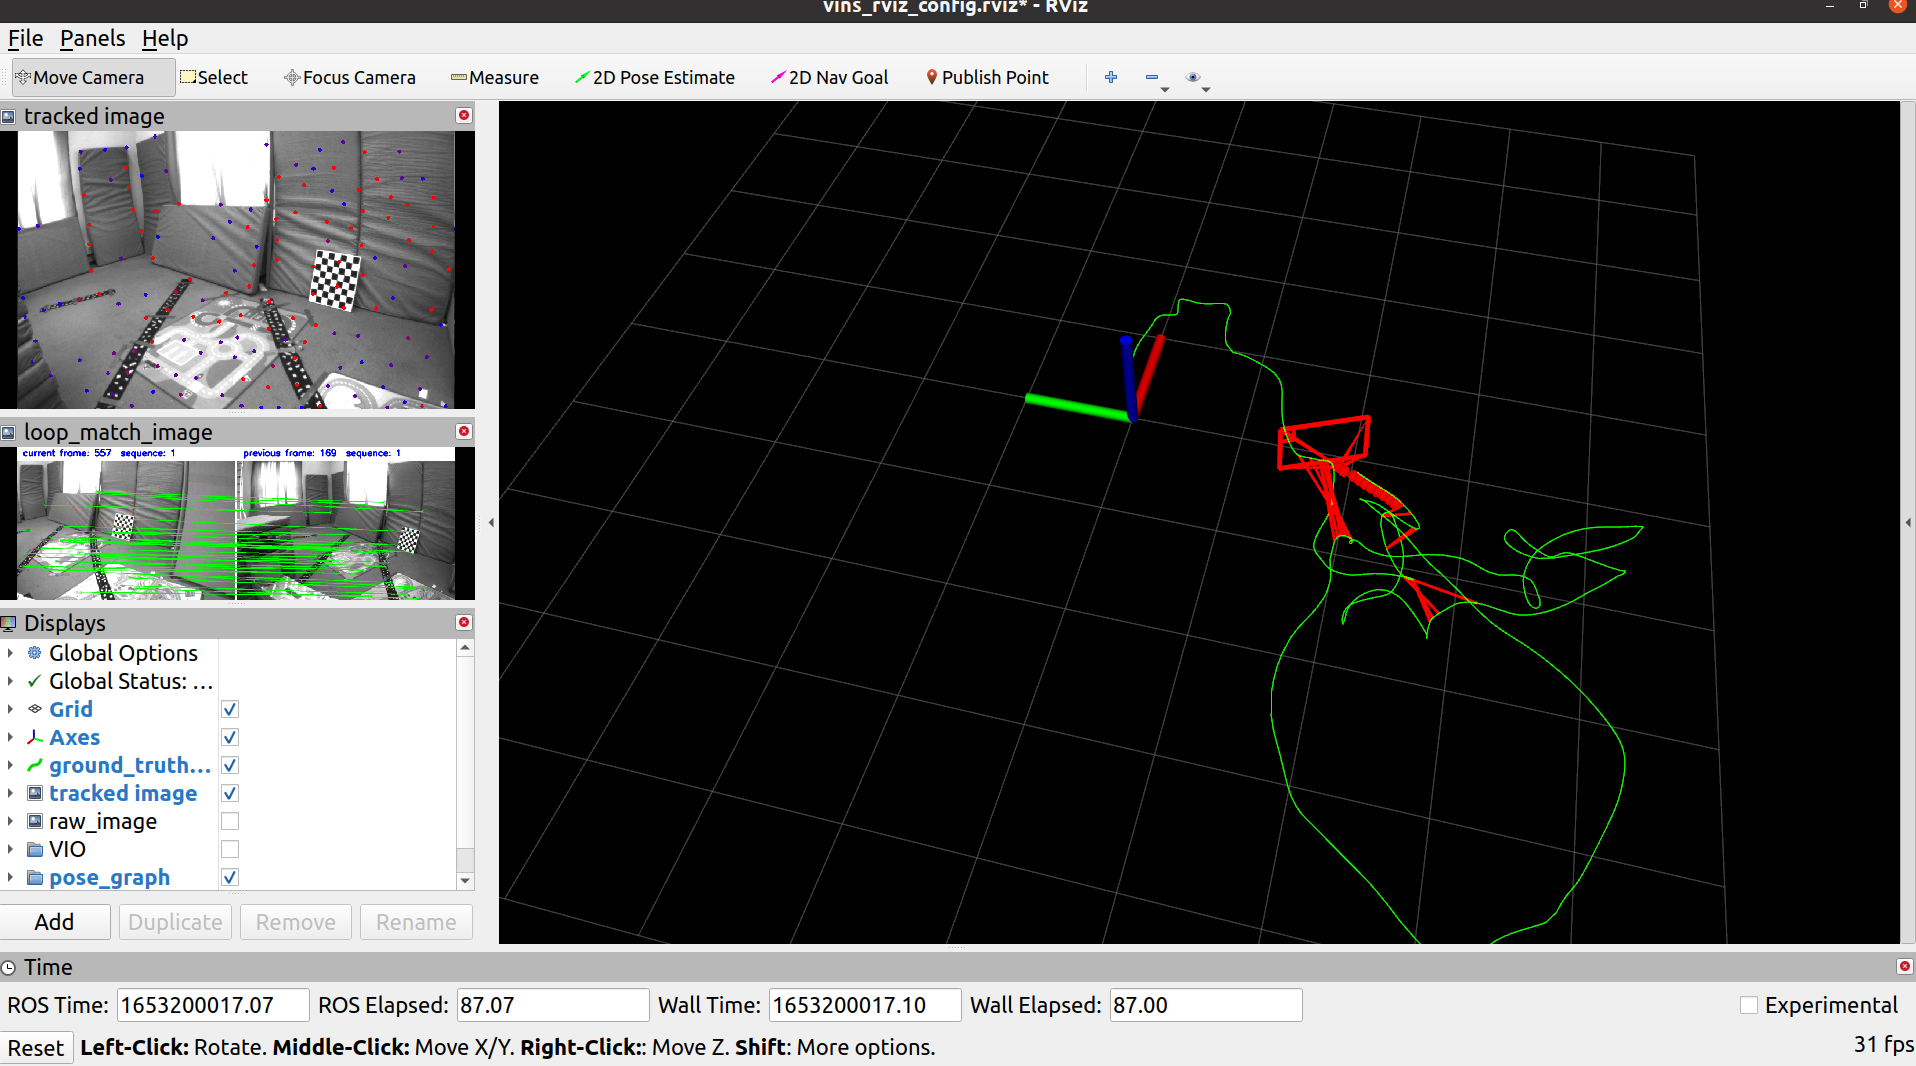 vins_rviz_config.rviz* - RViz
File Panels Help
Move Camera Select Focus Camera Measure 2D Pose Estimate 2D Nav Goal Publish Point
tracked image
loop_match_image
current frame: 557 sequence: 1 previous frame: 169 sequence: 1
Displays
Global Options
Global Status: ...
Grid
Axes
ground_truth...
tracked image
raw_image
VIO
pose_graph
Add Duplicate Remove Rename
Time
ROS Time: 1653200017.07 ROS Elapsed: 87.07 Wall Time: 1653200017.10 Wall Elapsed: 87.00 Experimental
Reset Left-Click: Rotate. Middle-Click: Move X/Y. Right-Click:: Move Z. Shift: More options. 31 fps